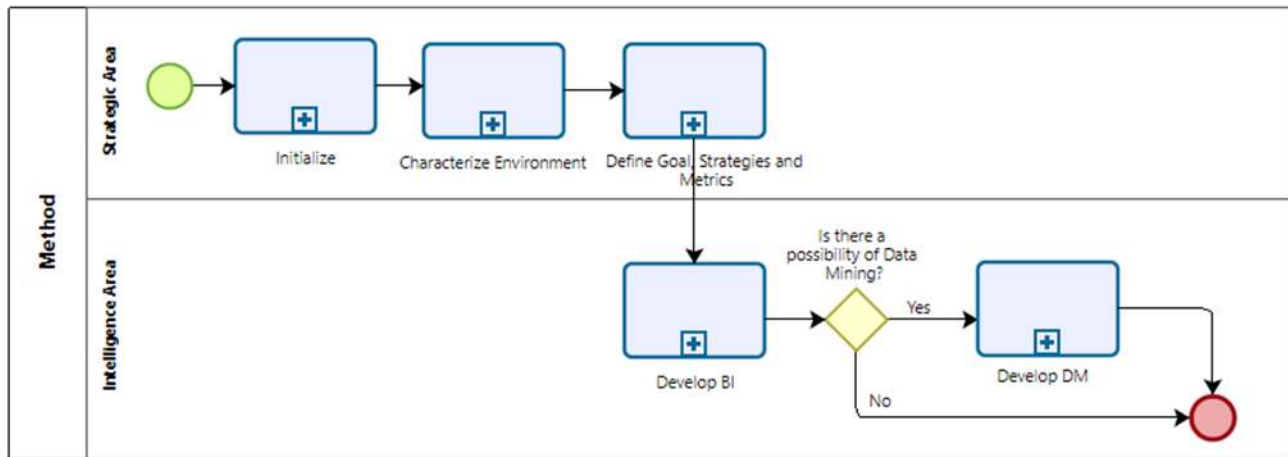 Method
Strategic Area
Initialize
Characterize Environment
Define Goal, Strategies and
Metrics
Intelligence Area
Develop BI
Is there a
possibility of Data
Mining?
Yes
No
Develop DM